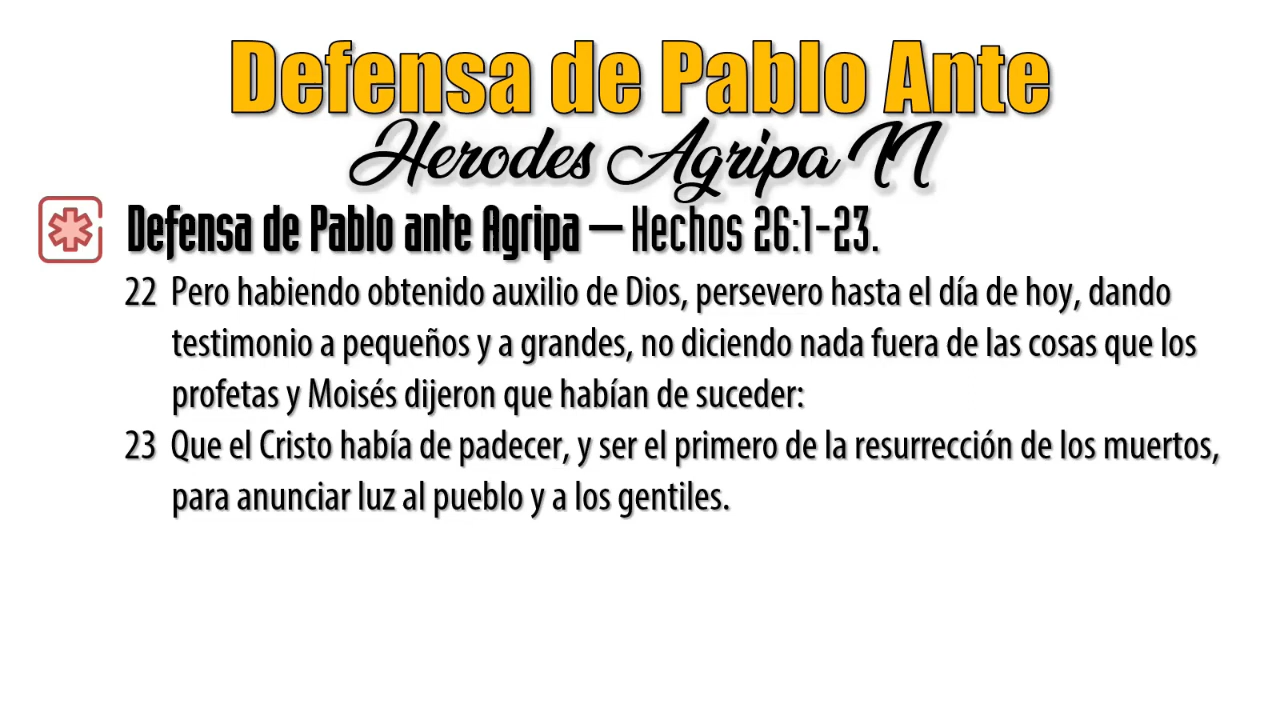 Defensa de Pablo Ante
Herodes Agripa II
Defensa de Pablo ante Agripa — Hechos 26:1-23.
22 Pero habiendo obtenido auxilio de Dios, persevero hasta el día de hoy, dando
testimonio a pequeños y a grandes, no diciendo nada fuera de las cosas que los
profetas y Moisés dijeron que habían de suceder:
23 Que el Cristo había de padecer, y ser el primero de la resurrección de los muertos,
para anunciar luz al pueblo y a los gentiles.